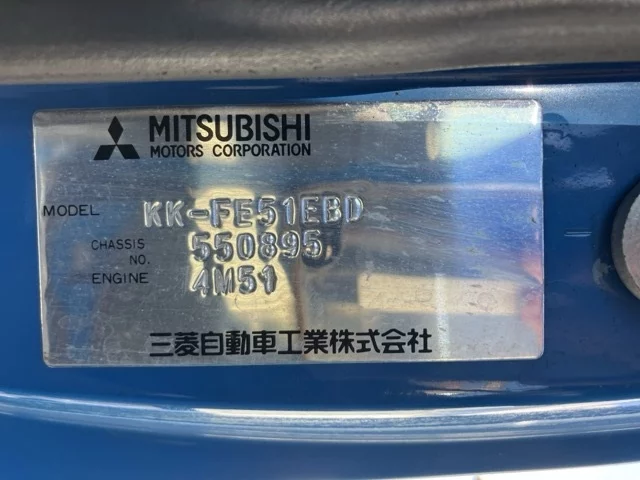 MITSUBISHI
MOTORS CORPORATION
MODEL KK-FE51EBD
CHASSIS NO. 550895
ENGINE 4M51
三菱自動車工業株式会社